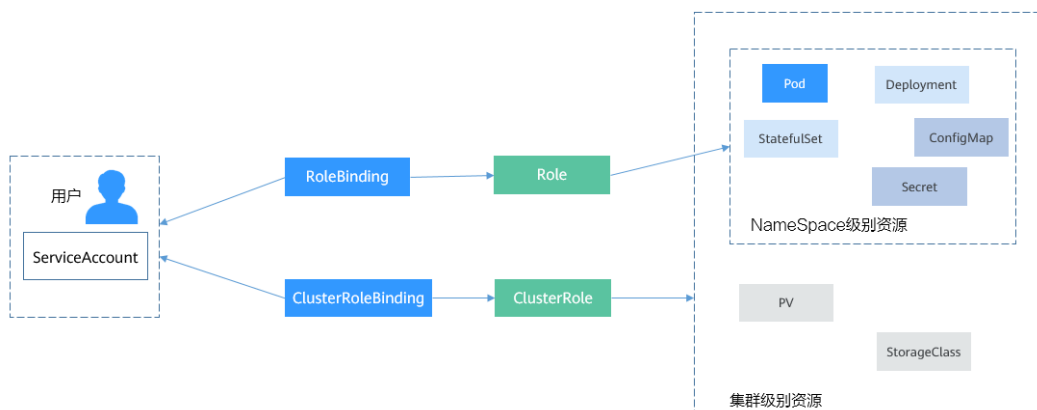 用户
ServiceAccount
RoleBinding
Role
ClusterRoleBinding
ClusterRole
Pod
Deployment
StatefulSet
ConfigMap
Secret
NameSpace级别资源
PV
StorageClass
集群级别资源